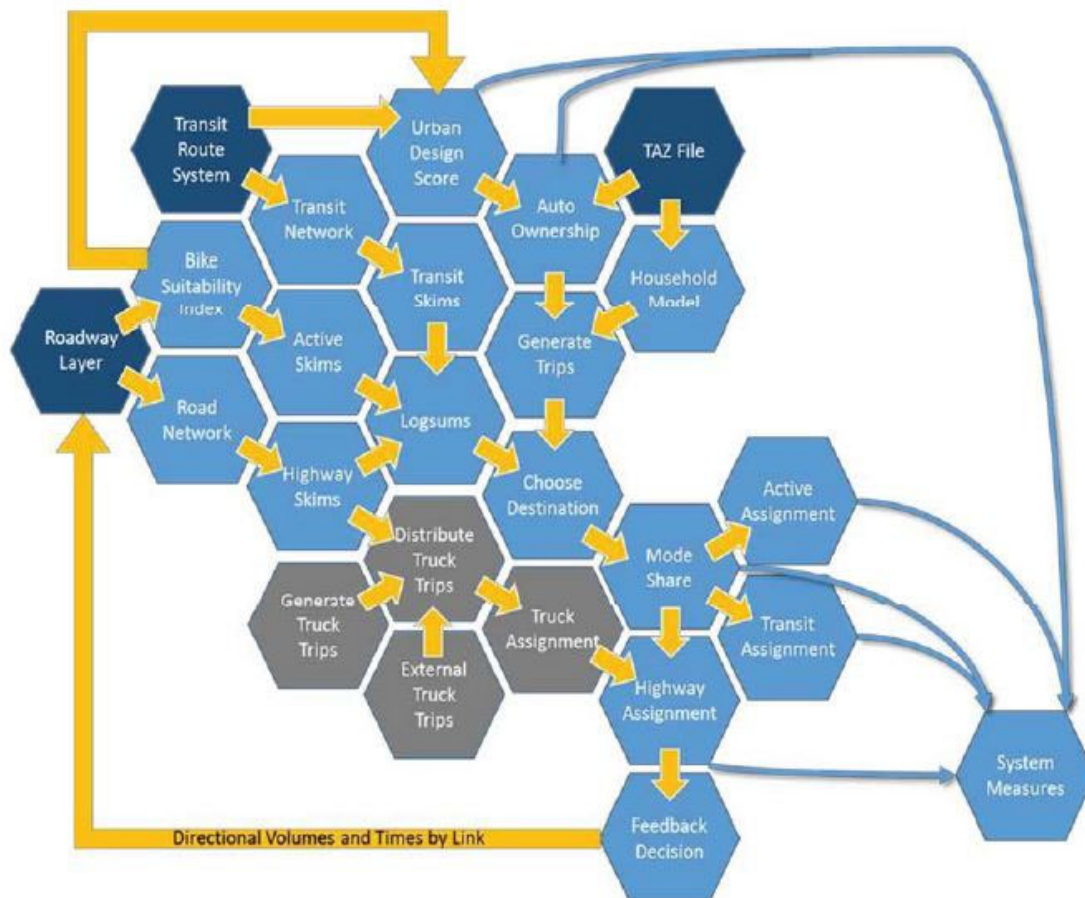 Transit
Route
System
Urban
Design
Score
TAZ File
Transit
Network
Auto
Ownership
Bike
Suitability
Index
Transit
Skims
Household
Model
Roadway
Layer
Active
Skims
Generate
Trips
Road
Network
Logsums
Highway
Skims
Choose
Destination
Active
Assignment
Distribute
Truck
Trips
Mode
Share
Generate
Truck
Trips
Truck
Assignment
Transit
Assignment
External
Truck
Trips
Highway
Assignment
System
Measures
Feedback
Decision
Directional Volumes and Times by Link